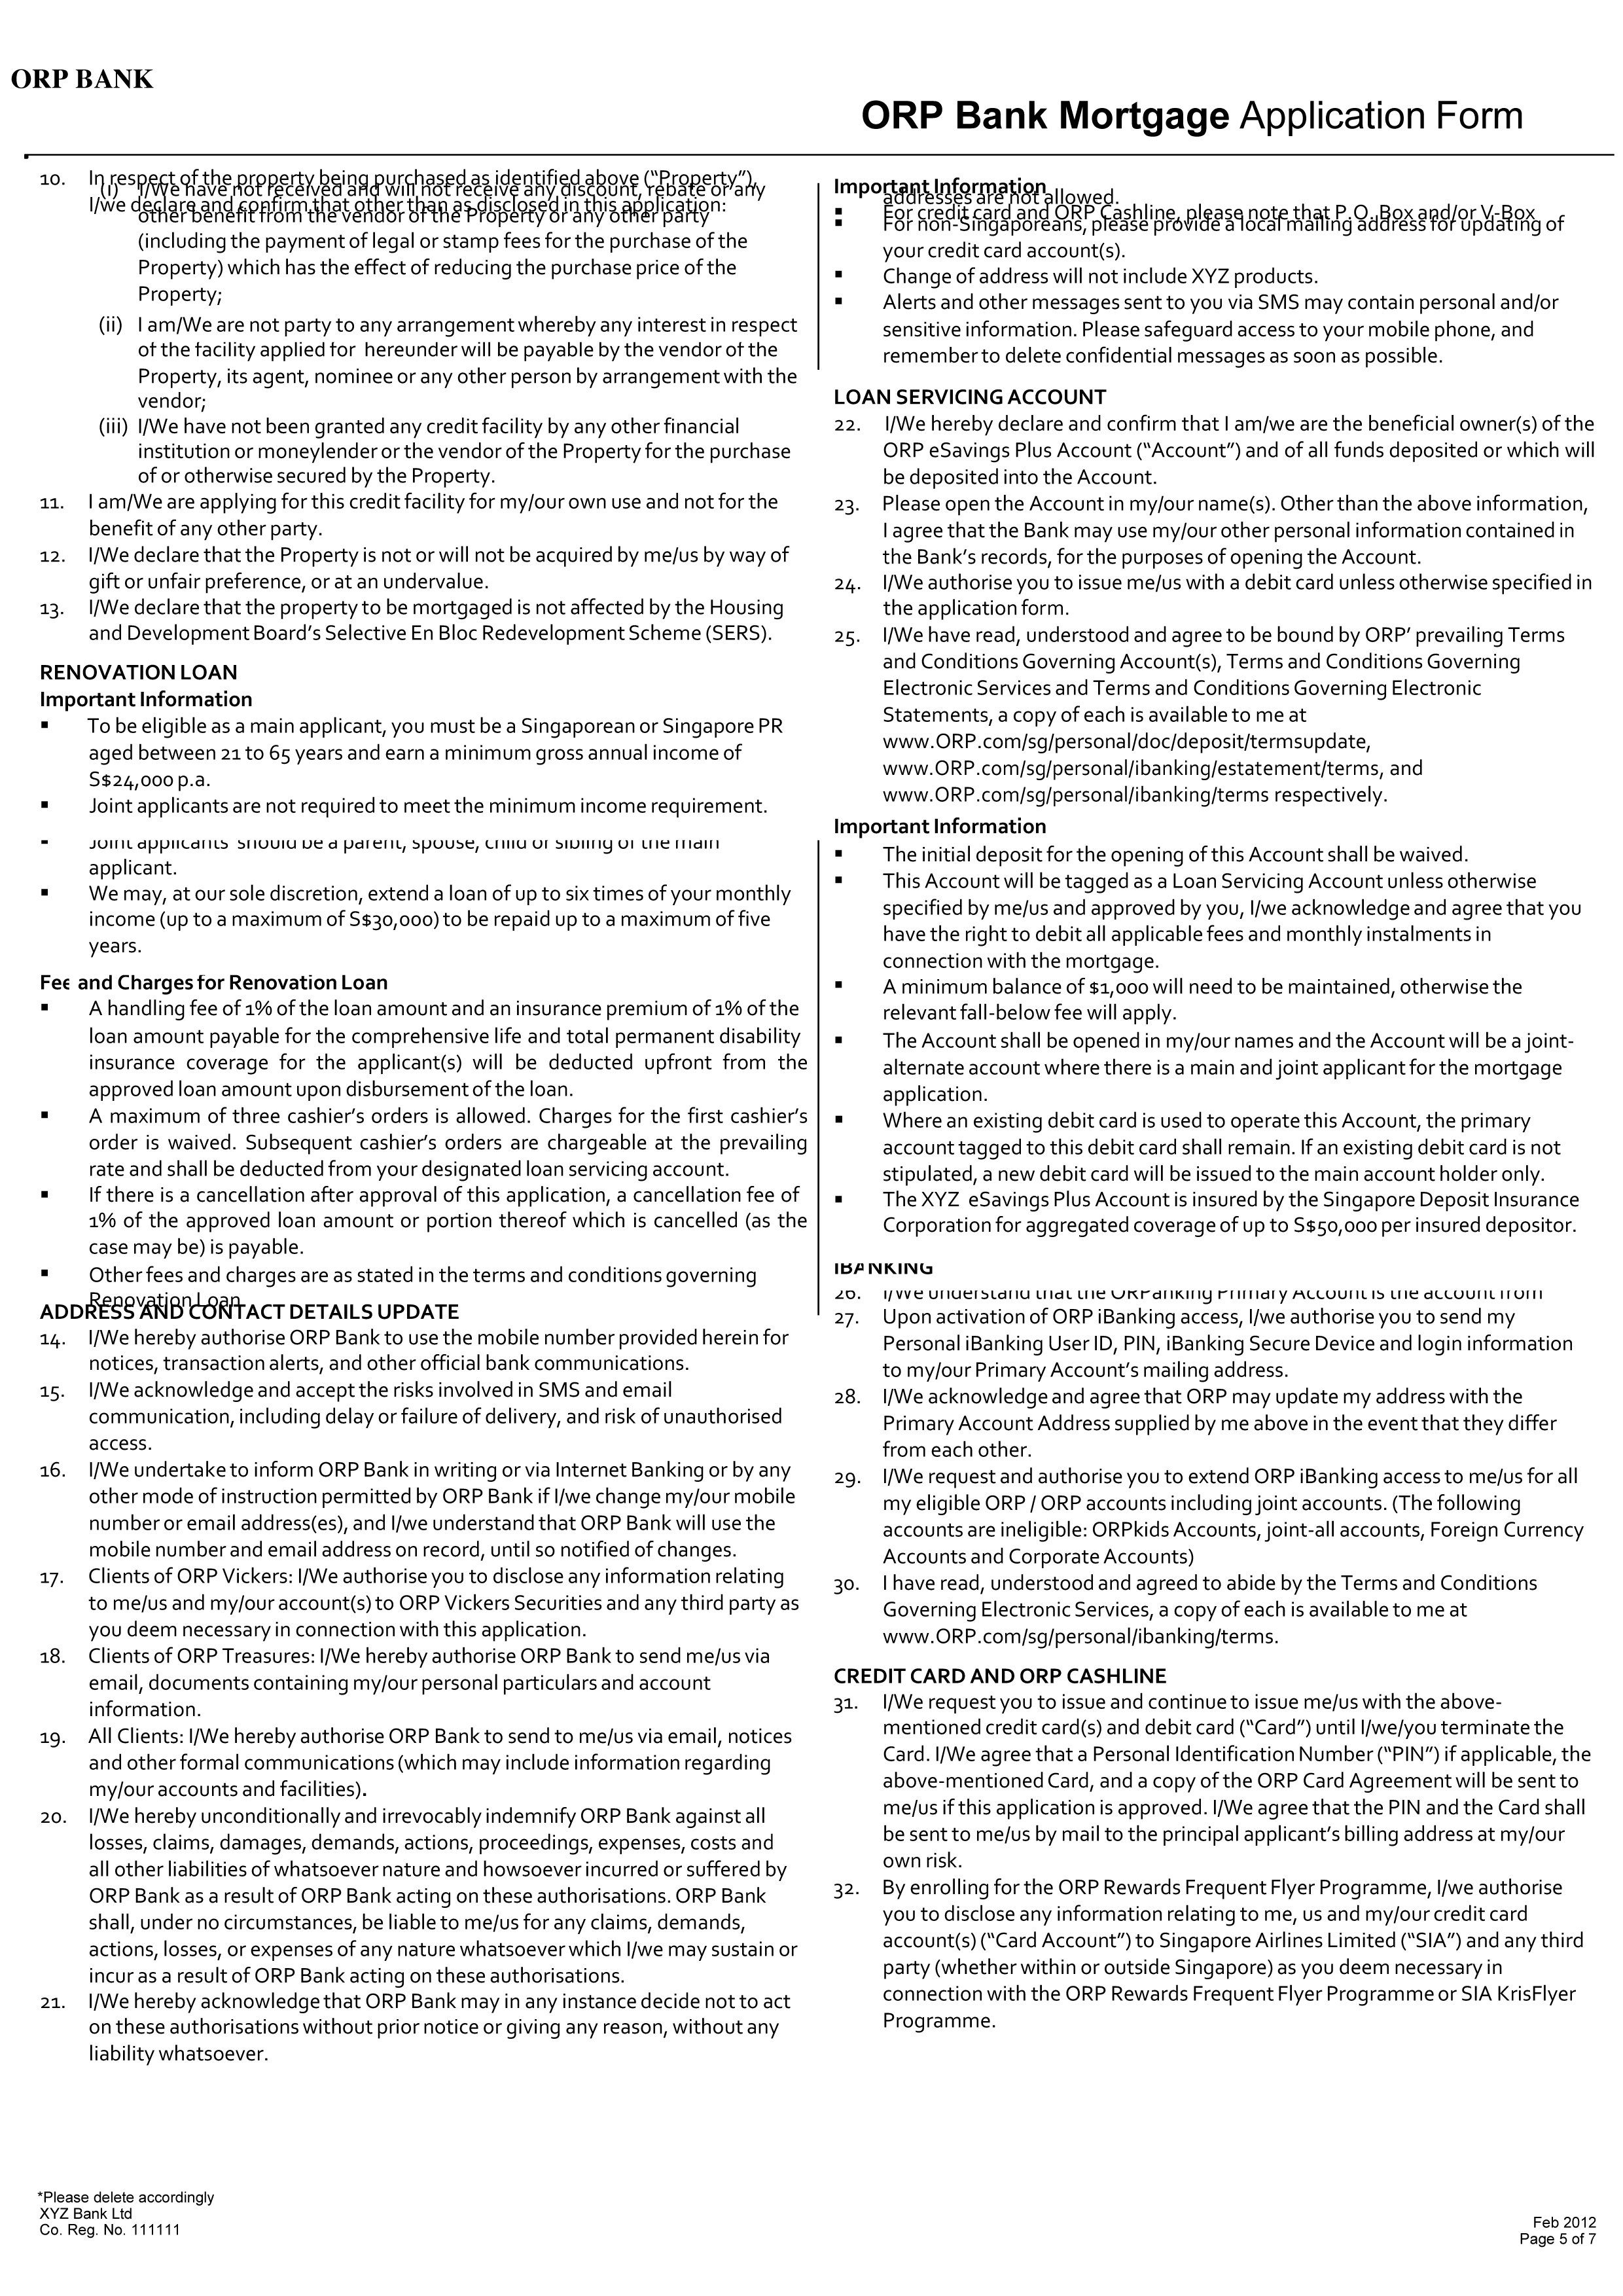 ORP BANK
ORP Bank Mortgage Application Form
10. In respect of the property being purchased as identified above (“Property”),
I/we declare and confirm that other than as disclosed in this application:
(i) I/We have not received and will not receive any discount, rebate or any
other benefit from the vendor of the Property or any other party
(including the payment of legal or stamp fees for the purchase of the
Property) which has the effect of reducing the purchase price of the
Property;
(ii) I am/We are not party to any arrangement whereby any interest in respect
of the facility applied for hereunder will be payable by the vendor of the
Property, its agent, nominee or any other person by arrangement with the
vendor;
(iii) I/We have not been granted any credit facility by any other financial
institution or moneylender or the vendor of the Property for the purchase
of or otherwise secured by the Property.
11. I am/We are applying for this credit facility for my/our own use and not for the
benefit of any other party.
12. I/We declare that the Property is not or will not be acquired by me/us by way of
gift or unfair preference, or at an undervalue.
13. I/We declare that the property to be mortgaged is not affected by the Housing
and Development Board’s Selective En Bloc Redevelopment Scheme (SERS).
RENOVATION LOAN
Important Information
▪ To be eligible as a main applicant, you must be a Singaporean or Singapore PR
aged between 21 to 65 years and earn a minimum gross annual income of
S$24,000 p.a.
▪ Joint applicants are not required to meet the minimum income requirement.
▪ Joint applicants should be a parent, spouse, child or sibling of the main
applicant.
▪ We may, at our sole discretion, extend a loan of up to six times of your monthly
income (up to a maximum of S$30,000) to be repaid up to a maximum of five
years.
Fee and Charges for Renovation Loan
▪ A handling fee of 1% of the loan amount and an insurance premium of 1% of the
loan amount payable for the comprehensive life and total permanent disability
insurance coverage for the applicant(s) will be deducted upfront from the
approved loan amount upon disbursement of the loan.
▪ A maximum of three cashier’s orders is allowed. Charges for the first cashier’s
order is waived. Subsequent cashier’s orders are chargeable at the prevailing
rate and shall be deducted from your designated loan servicing account.
▪ If there is a cancellation after approval of this application, a cancellation fee of
1% of the approved loan amount or portion thereof which is cancelled (as the
case may be) is payable.
▪ Other fees and charges are as stated in the terms and conditions governing
Renovation Loan
ADDRESS AND CONTACT DETAILS UPDATE
14. I/We hereby authorise ORP Bank to use the mobile number provided herein for
notices, transaction alerts, and other official bank communications.
15. I/We acknowledge and accept the risks involved in SMS and email
communication, including delay or failure of delivery, and risk of unauthorised
access.
16. I/We undertake to inform ORP Bank in writing or via Internet Banking or by any
other mode of instruction permitted by ORP Bank if I/we change my/our mobile
number or email address(es), and I/we understand that ORP Bank will use the
mobile number and email address on record, until so notified of changes.
17. Clients of ORP Vickers: I/We authorise you to disclose any information relating
to me/us and my/our account(s) to ORP Vickers Securities and any third party as
you deem necessary in connection with this application.
18. Clients of ORP Treasures: I/We hereby authorise ORP Bank to send me/us via
email, documents containing my/our personal particulars and account
information.
19. All Clients: I/We hereby authorise ORP Bank to send to me/us via email, notices
and other formal communications (which may include information regarding
my/our accounts and facilities).
20. I/We hereby unconditionally and irrevocably indemnify ORP Bank against all
losses, claims, damages, demands, actions, proceedings, expenses, costs and
all other liabilities of whatsoever nature and howsoever incurred or suffered by
ORP Bank as a result of ORP Bank acting on these authorisations. ORP Bank
shall, under no circumstances, be liable to me/us for any claims, demands,
actions, losses, or expenses of any nature whatsoever which I/we may sustain or
incur as a result of ORP Bank acting on these authorisations.
21. I/We hereby acknowledge that ORP Bank may in any instance decide not to act
on these authorisations without prior notice or giving any reason, without any
liability whatsoever.
Important Information
▪ For credit card and ORP Cashline, please note that P.O. Box and/or V-Box
addresses are not allowed.
▪ For non-Singaporeans, please provide a local mailing address for updating of
your credit card account(s).
▪ Change of address will not include XYZ products.
▪ Alerts and other messages sent to you via SMS may contain personal and/or
sensitive information. Please safeguard access to your mobile phone, and
remember to delete confidential messages as soon as possible.
LOAN SERVICING ACCOUNT
22. I/We hereby declare and confirm that I am/we are the beneficial owner(s) of the
ORP eSavings Plus Account (“Account”) and of all funds deposited or which will
be deposited into the Account.
23. Please open the Account in my/our name(s). Other than the above information,
I agree that the Bank may use my/our other personal information contained in
the Bank’s records, for the purposes of opening the Account.
24. I/We authorise you to issue me/us with a debit card unless otherwise specified in
the application form.
25. I/We have read, understood and agree to be bound by ORP’ prevailing Terms
and Conditions Governing Account(s), Terms and Conditions Governing
Electronic Services and Terms and Conditions Governing Electronic
Statements, a copy of each is available to me at
www.ORP.com/sg/personal/doc/deposit/termsupdate,
www.ORP.com/sg/personal/ibanking/estatement/terms, and
www.ORP.com/sg/personal/ibanking/terms respectively.
Important Information
▪ The initial deposit for the opening of this Account shall be waived.
▪ This Account will be tagged as a Loan Servicing Account unless otherwise
specified by me/us and approved by you, I/we acknowledge and agree that you
have the right to debit all applicable fees and monthly instalments in
connection with the mortgage.
▪ A minimum balance of $1,000 will need to be maintained, otherwise the
relevant fall-below fee will apply.
▪ The Account shall be opened in my/our names and the Account will be a joint-
alternate account where there is a main and joint applicant for the mortgage
application.
▪ Where an existing debit card is used to operate this Account, the primary
account tagged to this debit card shall remain. If an existing debit card is not
stipulated, a new debit card will be issued to the main account holder only.
▪ The XYZ eSavings Plus Account is insured by the Singapore Deposit Insurance
Corporation for aggregated coverage of up to S$50,000 per insured depositor.
IBANKING
26. I/We understand that the ORPanking Primary Account is the account from
27. Upon activation of ORP iBanking access, I/we authorise you to send my
Personal iBanking User ID, PIN, iBanking Secure Device and login information
to my/our Primary Account’s mailing address.
28. I/We acknowledge and agree that ORP may update my address with the
Primary Account Address supplied by me above in the event that they differ
from each other.
29. I/We request and authorise you to extend ORP iBanking access to me/us for all
my eligible ORP / ORP accounts including joint accounts. (The following
accounts are ineligible: ORPkids Accounts, joint-all accounts, Foreign Currency
Accounts and Corporate Accounts)
30. I have read, understood and agreed to abide by the Terms and Conditions
Governing Electronic Services, a copy of each is available to me at
www.ORP.com/sg/personal/ibanking/terms.
CREDIT CARD AND ORP CASHLINE
31. I/We request you to issue and continue to issue me/us with the above-
mentioned credit card(s) and debit card (“Card”) until I/we/you terminate the
Card. I/We agree that a Personal Identification Number (“PIN”) if applicable, the
above-mentioned Card, and a copy of the ORP Card Agreement will be sent to
me/us if this application is approved. I/We agree that the PIN and the Card shall
be sent to me/us by mail to the principal applicant’s billing address at my/our
own risk.
32. By enrolling for the ORP Rewards Frequent Flyer Programme, I/we authorise
you to disclose any information relating to me, us and my/our credit card
account(s) (“Card Account”) to Singapore Airlines Limited (“SIA”) and any third
party (whether within or outside Singapore) as you deem necessary in
connection with the ORP Rewards Frequent Flyer Programme or SIA KrisFlyer
Programme.
*Please delete accordingly
XYZ Bank Ltd
Co. Reg. No. 111111
Feb 2012
Page 5 of 7